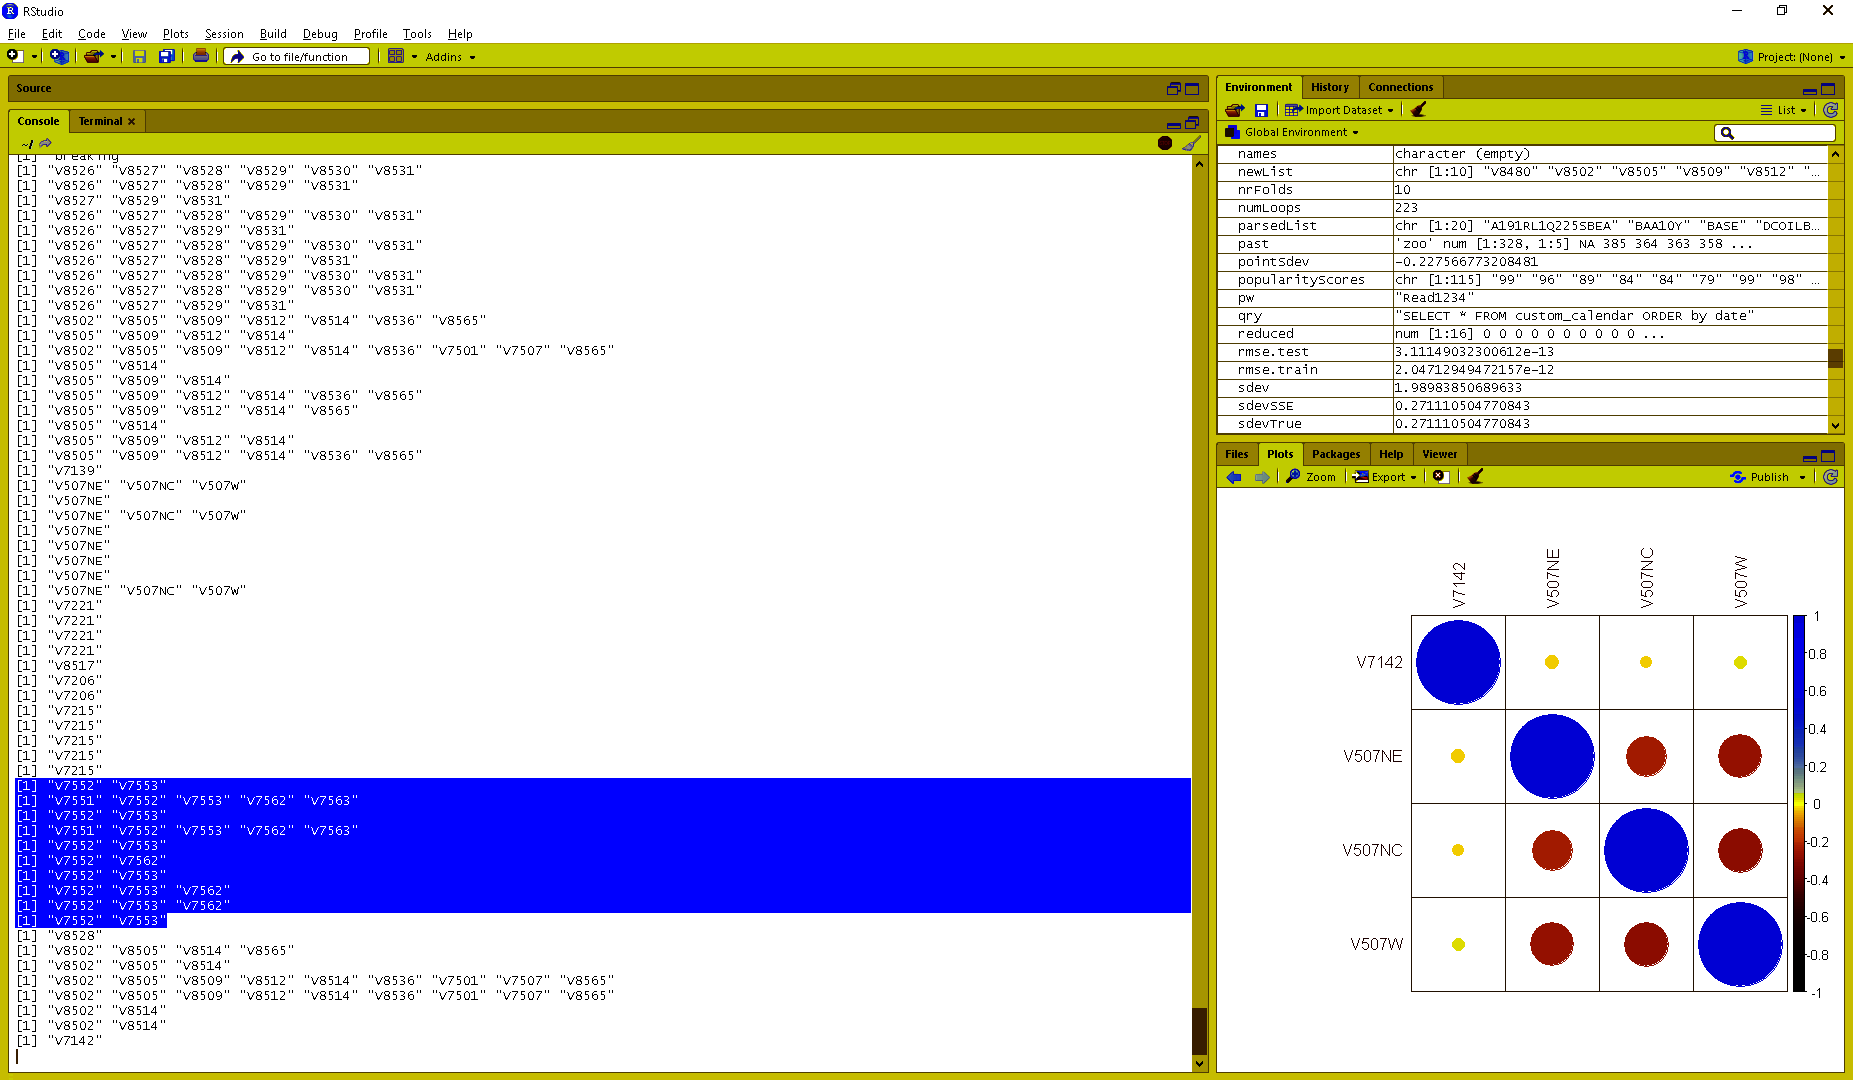 RStudio
File Edit Code View Plots Session Build Debug Profile Tools Help
Go to file/function Addins Project: (None)
Source
Console Terminal
~/
[1] "breaking
[1] "V8526" "V8527" "V8528" "V8529" "V8530" "V8531"
[1] "V8526" "V8527" "V8528" "V8529" "V8531"
[1] "V8527" "V8529" "V8531"
[1] "V8526" "V8527" "V8528" "V8529" "V8530" "V8531"
[1] "V8526" "V8527" "V8529" "V8531"
[1] "V8526" "V8527" "V8528" "V8529" "V8530" "V8531"
[1] "V8526" "V8527" "V8528" "V8529" "V8531"
[1] "V8526" "V8527" "V8528" "V8529" "V8530" "V8531"
[1] "V8526" "V8527" "V8528" "V8529" "V8530" "V8531"
[1] "V8526" "V8527" "V8529" "V8531"
[1] "V8502" "V8505" "V8509" "V8512" "V8514" "V8536" "V8565"
[1] "V8505" "V8509" "V8512" "V8514"
[1] "V8502" "V8505" "V8509" "V8512" "V8514" "V8536" "V7501" "V7507" "V8565"
[1] "V8505" "V8514"
[1] "V8505" "V8509" "V8514"
[1] "V8505" "V8509" "V8512" "V8514" "V8536" "V8565"
[1] "V8505" "V8509" "V8512" "V8514" "V8565"
[1] "V8505" "V8514"
[1] "V8505" "V8509" "V8512" "V8514"
[1] "V8505" "V8509" "V8512" "V8514" "V8536" "V8565"
[1] "V7139"
[1] "V507NE" "V507NC" "V507W"
[1] "V507NE"
[1] "V507NE" "V507NC" "V507W"
[1] "V507NE"
[1] "V507NE"
[1] "V507NE"
[1] "V507NE"
[1] "V507NE" "V507NC" "V507W"
[1] "V7221"
[1] "V7221"
[1] "V7221"
[1] "V7221"
[1] "V8517"
[1] "V7206"
[1] "V7206"
[1] "V7215"
[1] "V7215"
[1] "V7215"
[1] "V7215"
[1] "V7215"
[1] "V7552" "V7553"
[1] "V7551" "V7552" "V7553" "V7562" "V7563"
[1] "V7552" "V7553"
[1] "V7551" "V7552" "V7553" "V7562" "V7563"
[1] "V7552" "V7553"
[1] "V7552" "V7562"
[1] "V7552" "V7553"
[1] "V7552" "V7553" "V7562"
[1] "V7552" "V7553" "V7562"
[1] "V7552" "V7553"
[1] "V8528"
[1] "V8502" "V8505" "V8514" "V8565"
[1] "V8502" "V8505" "V8514"
[1] "V8502" "V8505" "V8509" "V8512" "V8514" "V8536" "V7501" "V7507" "V8565"
[1] "V8502" "V8505" "V8509" "V8512" "V8514" "V8536" "V7501" "V7507" "V8565"
[1] "V8502" "V8514"
[1] "V8502" "V8514"
[1] "V7142"
Environment History Connections
Import Dataset List
Global Environment
names character (empty)
newList chr [1:10] "V8480" "V8502" "V8505" "V8509" "V8512" "...
nrFolds 10
numLoops 223
parsedList chr [1:20] "A191RL1Q225SBEA" "BAA10Y" "BASE" "DCOILB...
past 'zoo' num [1:328, 1:5] NA 385 364 363 358 ...
pointSdev -0.227566773208481
popularityScores chr [1:115] "99" "96" "89" "84" "84" "79" "99" "98" ...
pw "Read1234"
qry "SELECT * FROM custom_calendar ORDER by date"
reduced num [1:16] 0 0 0 0 0 0 0 0 0 0 ...
rmse.test 3.11149032300612e-13
rmse.train 2.04712949472157e-12
sdev 1.98983850689633
sdevSSE 0.271110504770843
sdevTrue 0.271110504770843
Files Plots Packages Help Viewer
Zoom Export Publish
V7142 V507NE V507NC V507W
V7142
V507NE
V507NC
V507W
1
0.8
0.6
0.4
0.2
0
-0.2
-0.4
-0.6
-0.8
-1